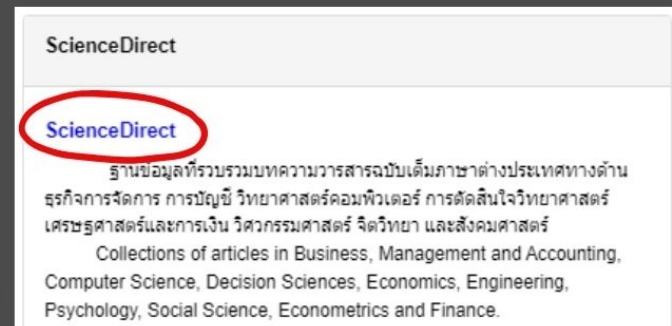 ScienceDirect
ScienceDirect
ฐานข้อมูลที่รวบรวมบทความวารสารฉบับเต็มภาษาต่างประเทศทางด้าน
ธุรกิจการจัดการ การบัญชี วิทยาศาสตร์คอมพิวเตอร์ การตัดสินใจวิทยาศาสตร์
เศรษฐศาสตร์และการเงิน วิศวกรรมศาสตร์ จิตวิทยา และสังคมศาสตร์
Collections of articles in Business, Management and Accounting,
Computer Science, Decision Sciences, Economics, Engineering,
Psychology, Social Science, Econometrics and Finance.